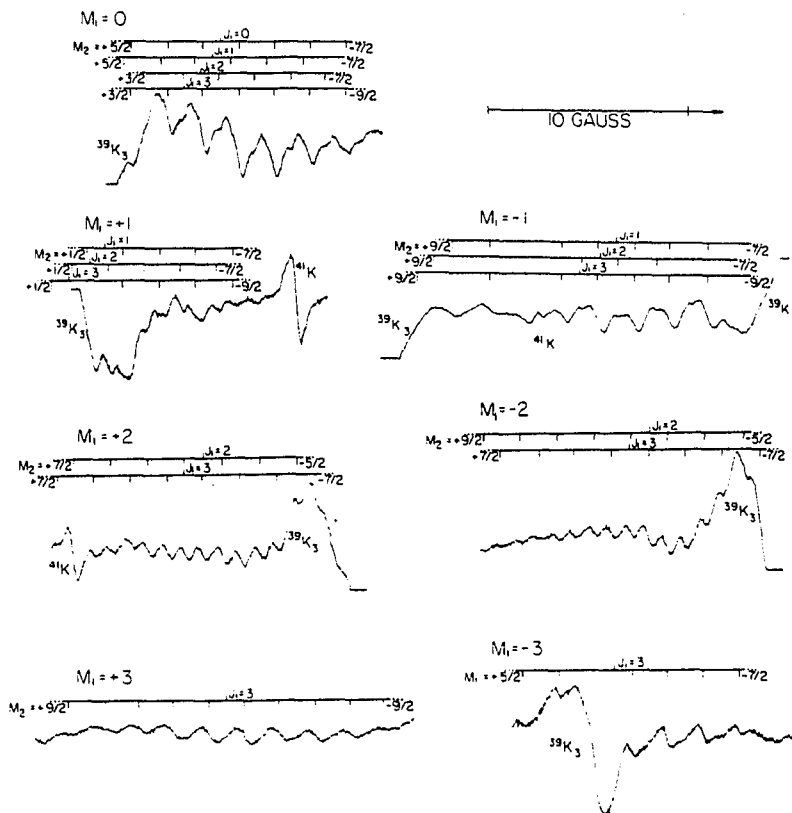 M₁ = 0
J₁=0
M₂ = +5/2 -7/2
J₁=1
+5/2 -7/2
J₁=2
+3/2 -7/2
J₁=3
+3/2 -9/2
³⁹K₃
10 GAUSS
M₁ = +1
J₁=1
M₂ = +1/2 -7/2
J₁=2
+1/2 -7/2
J₁=3
+1/2 -9/2
⁴¹K
³⁹K₃
M₁ = -1
J₁=1
M₂ = +9/2 -7/2
J₁=2
+9/2 -7/2
J₁=3
+9/2 -9/2
³⁹K₃
⁴¹K
³⁹K
M₁ = +2
J₁=2
M₂ = +7/2 -5/2
J₁=3
+7/2 -7/2
⁴¹K
³⁹K₃
M₁ = -2
J₁=2
M₂ = +9/2 -5/2
J₁=3
+7/2 -7/2
³⁹K₃
M₁ = +3
J₁=3
M₂ = +9/2 -9/2
M₁ = -3
J₁=3
M₁ = +5/2 -7/2
³⁹K₃